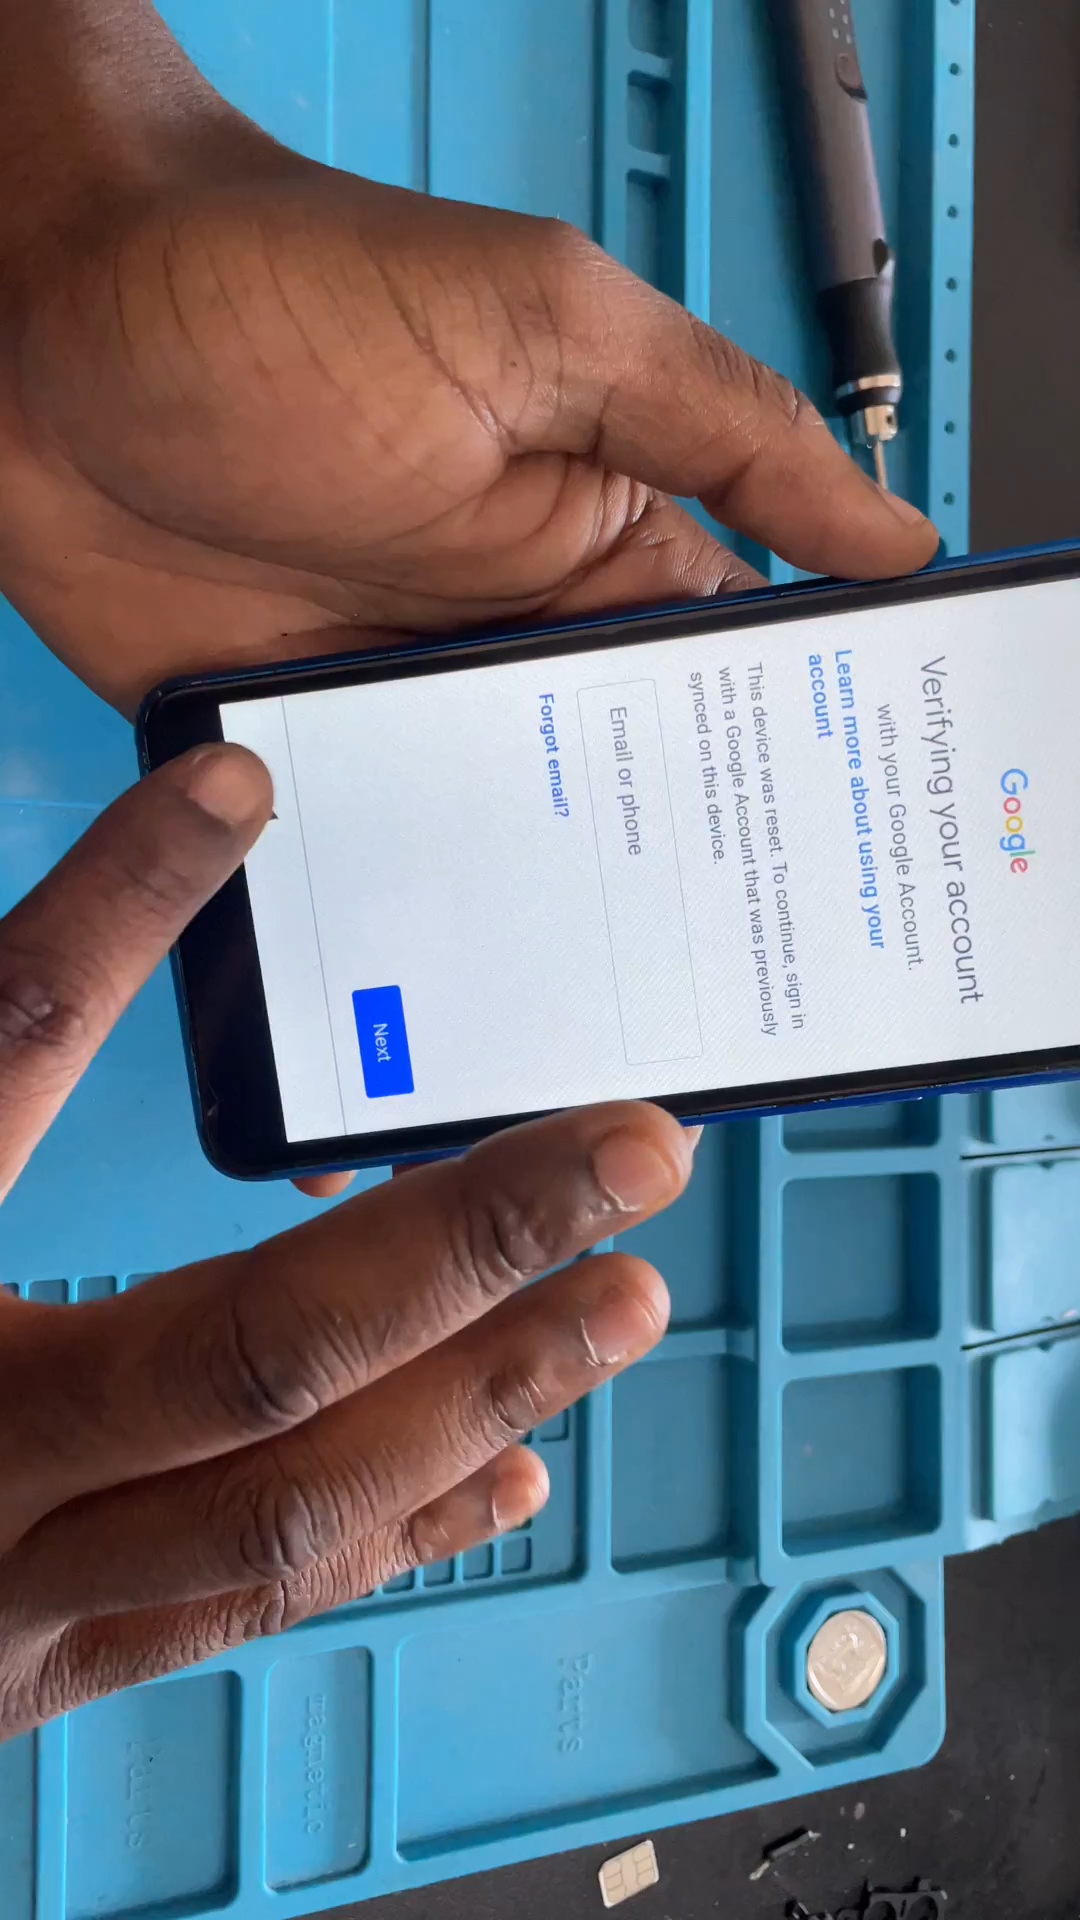 Google
Verifying your account
with your Google Account.
Learn more about using your
account
This device was reset. To continue, sign in
with a Google Account that was previously
synced on this device.
Email or phone
Forgot email?
Next
Parts
magnetic
Parts